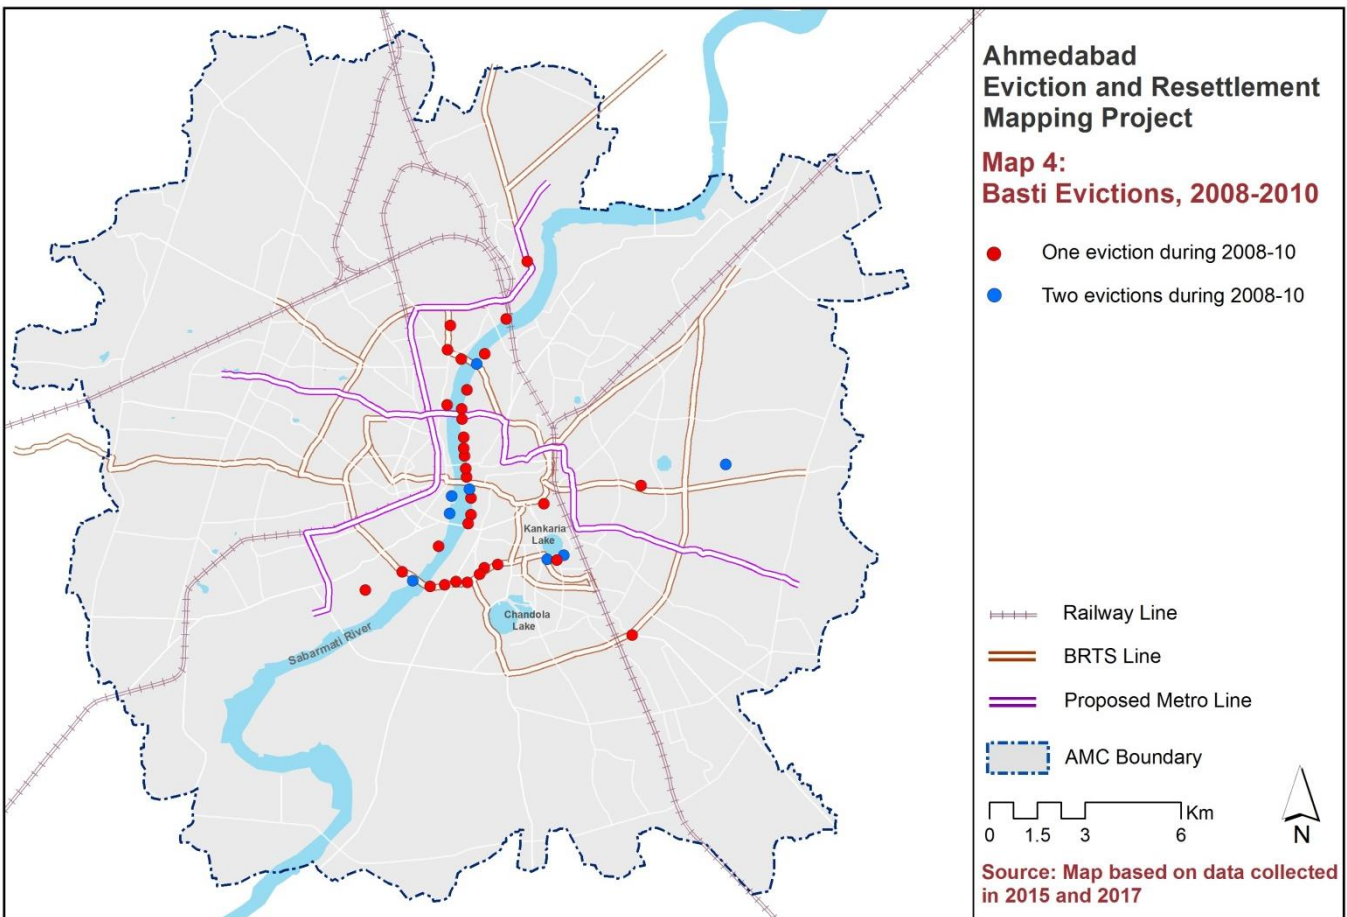 Ahmedabad
Eviction and Resettlement
Mapping Project
Map 4:
Basti Evictions, 2008-2010
One eviction during 2008-10
Two evictions during 2008-10
Kankaria
Lake
Chandola
Lake
Sabarmati River
Railway Line
BRTS Line
Proposed Metro Line
AMC Boundary
Km
0 1.5 3 6
N
Source: Map based on data collected
in 2015 and 2017